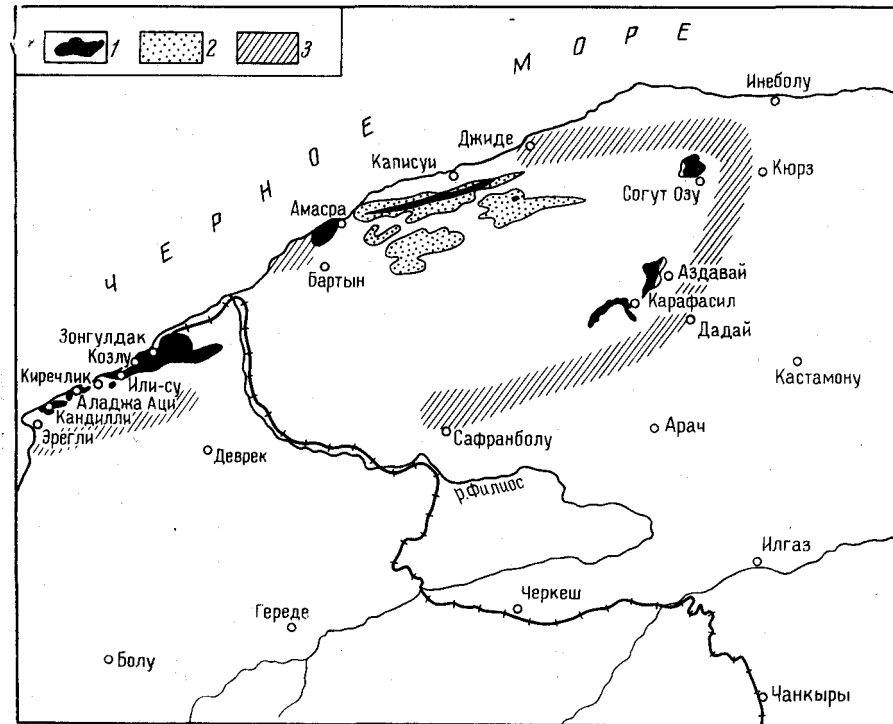 1 2 3
ЧЕРНОЕ МОРЕ
Инеболу
Джиде
Каписуи
Кюрз
Согут Озу
Амасра
Бартын
Аздавай
Карафасил
Дадай
Зонгулдак
Козлу
Киречлик
Или-су
Аладжа Аци
Кандилли
Эрегли
Кастамону
Сафранболу
Арач
Деврек
р.Филиос
Илгаз
Черкеш
Гереде
Болу
Чанкыры